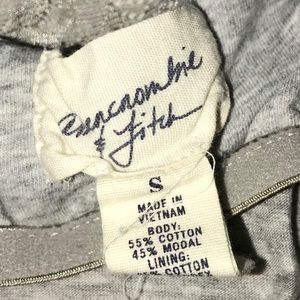 Abercrombie
& Fitch
S
MADE IN
VIETNAM
BODY:
55% COTTON
45% MODAL
LINING:
COTTON